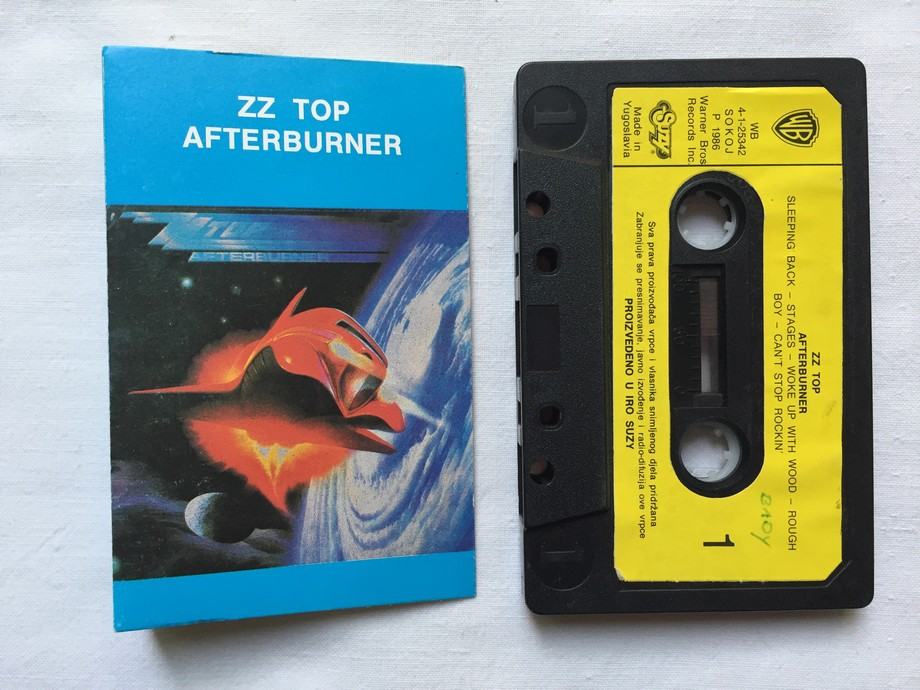 ZZ TOP
AFTERBURNER
ZZ TOP
AFTERBURNER
1
1
WB
WB
4-1-25342
SOKOJ
P 1986
Warner Bros
Records Inc.
SUZY
Made in
Yugoslavia
ZZ TOP
AFTERBURNER
SLEEPING BACK – STAGES – WOKE UP WITH WOOD – ROUGH
BOY – CAN'T STOP ROCKIN'
1
Sva prava proizvođača vrpce i vlasnika snimljenog djela pridržana
Zabranjuje se presnimavanje, javno izvođenje i radio-difuzija ove vrpce
PROIZVEDENO U IRO SUZY